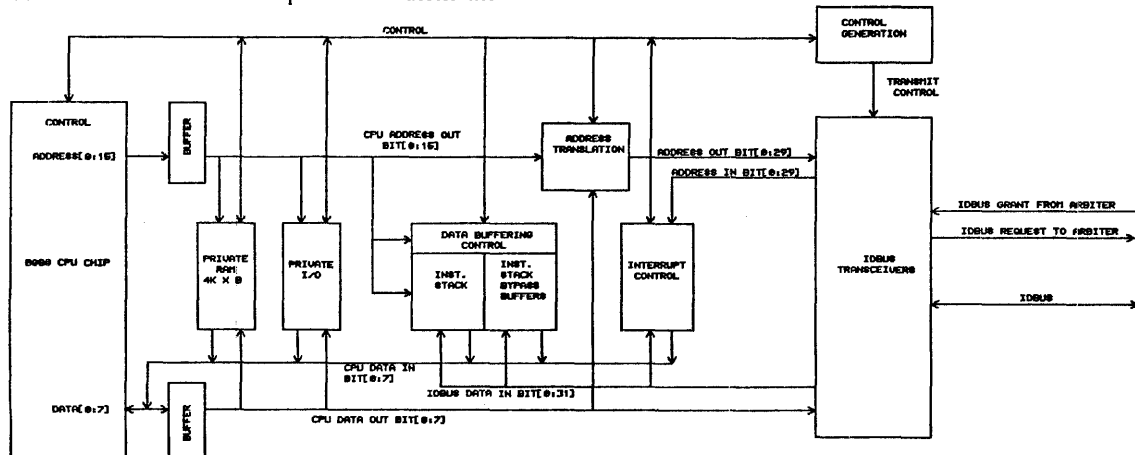 CONTROL
CONTROL
GENERATION
TRANSMIT
CONTROL
CONTROL
ADDRESS[0:15]
BUFFER
CPU ADDRESS OUT
BIT[0:15]
ADDRESS
TRANSLATION
ADDRESS OUT BIT[0:29]
ADDRESS IN BIT[0:29]
IDBUS GRANT FROM ARBITER
IDBUS REQUEST TO ARBITER
8080 CPU CHIP
PRIVATE
RAM
4K X 8
PRIVATE
I/O
DATA BUFFERING
CONTROL
INST.
STACK
INST.
STACK
BYPASS
BUFFERS
INTERRUPT
CONTROL
IDBUS
TRANSCEIVERS
IDBUS
CPU DATA IN
BIT[0:7]
IDBUS DATA IN BIT[0:31]
DATA[0:7]
BUFFER
CPU DATA OUT BIT[0:7]